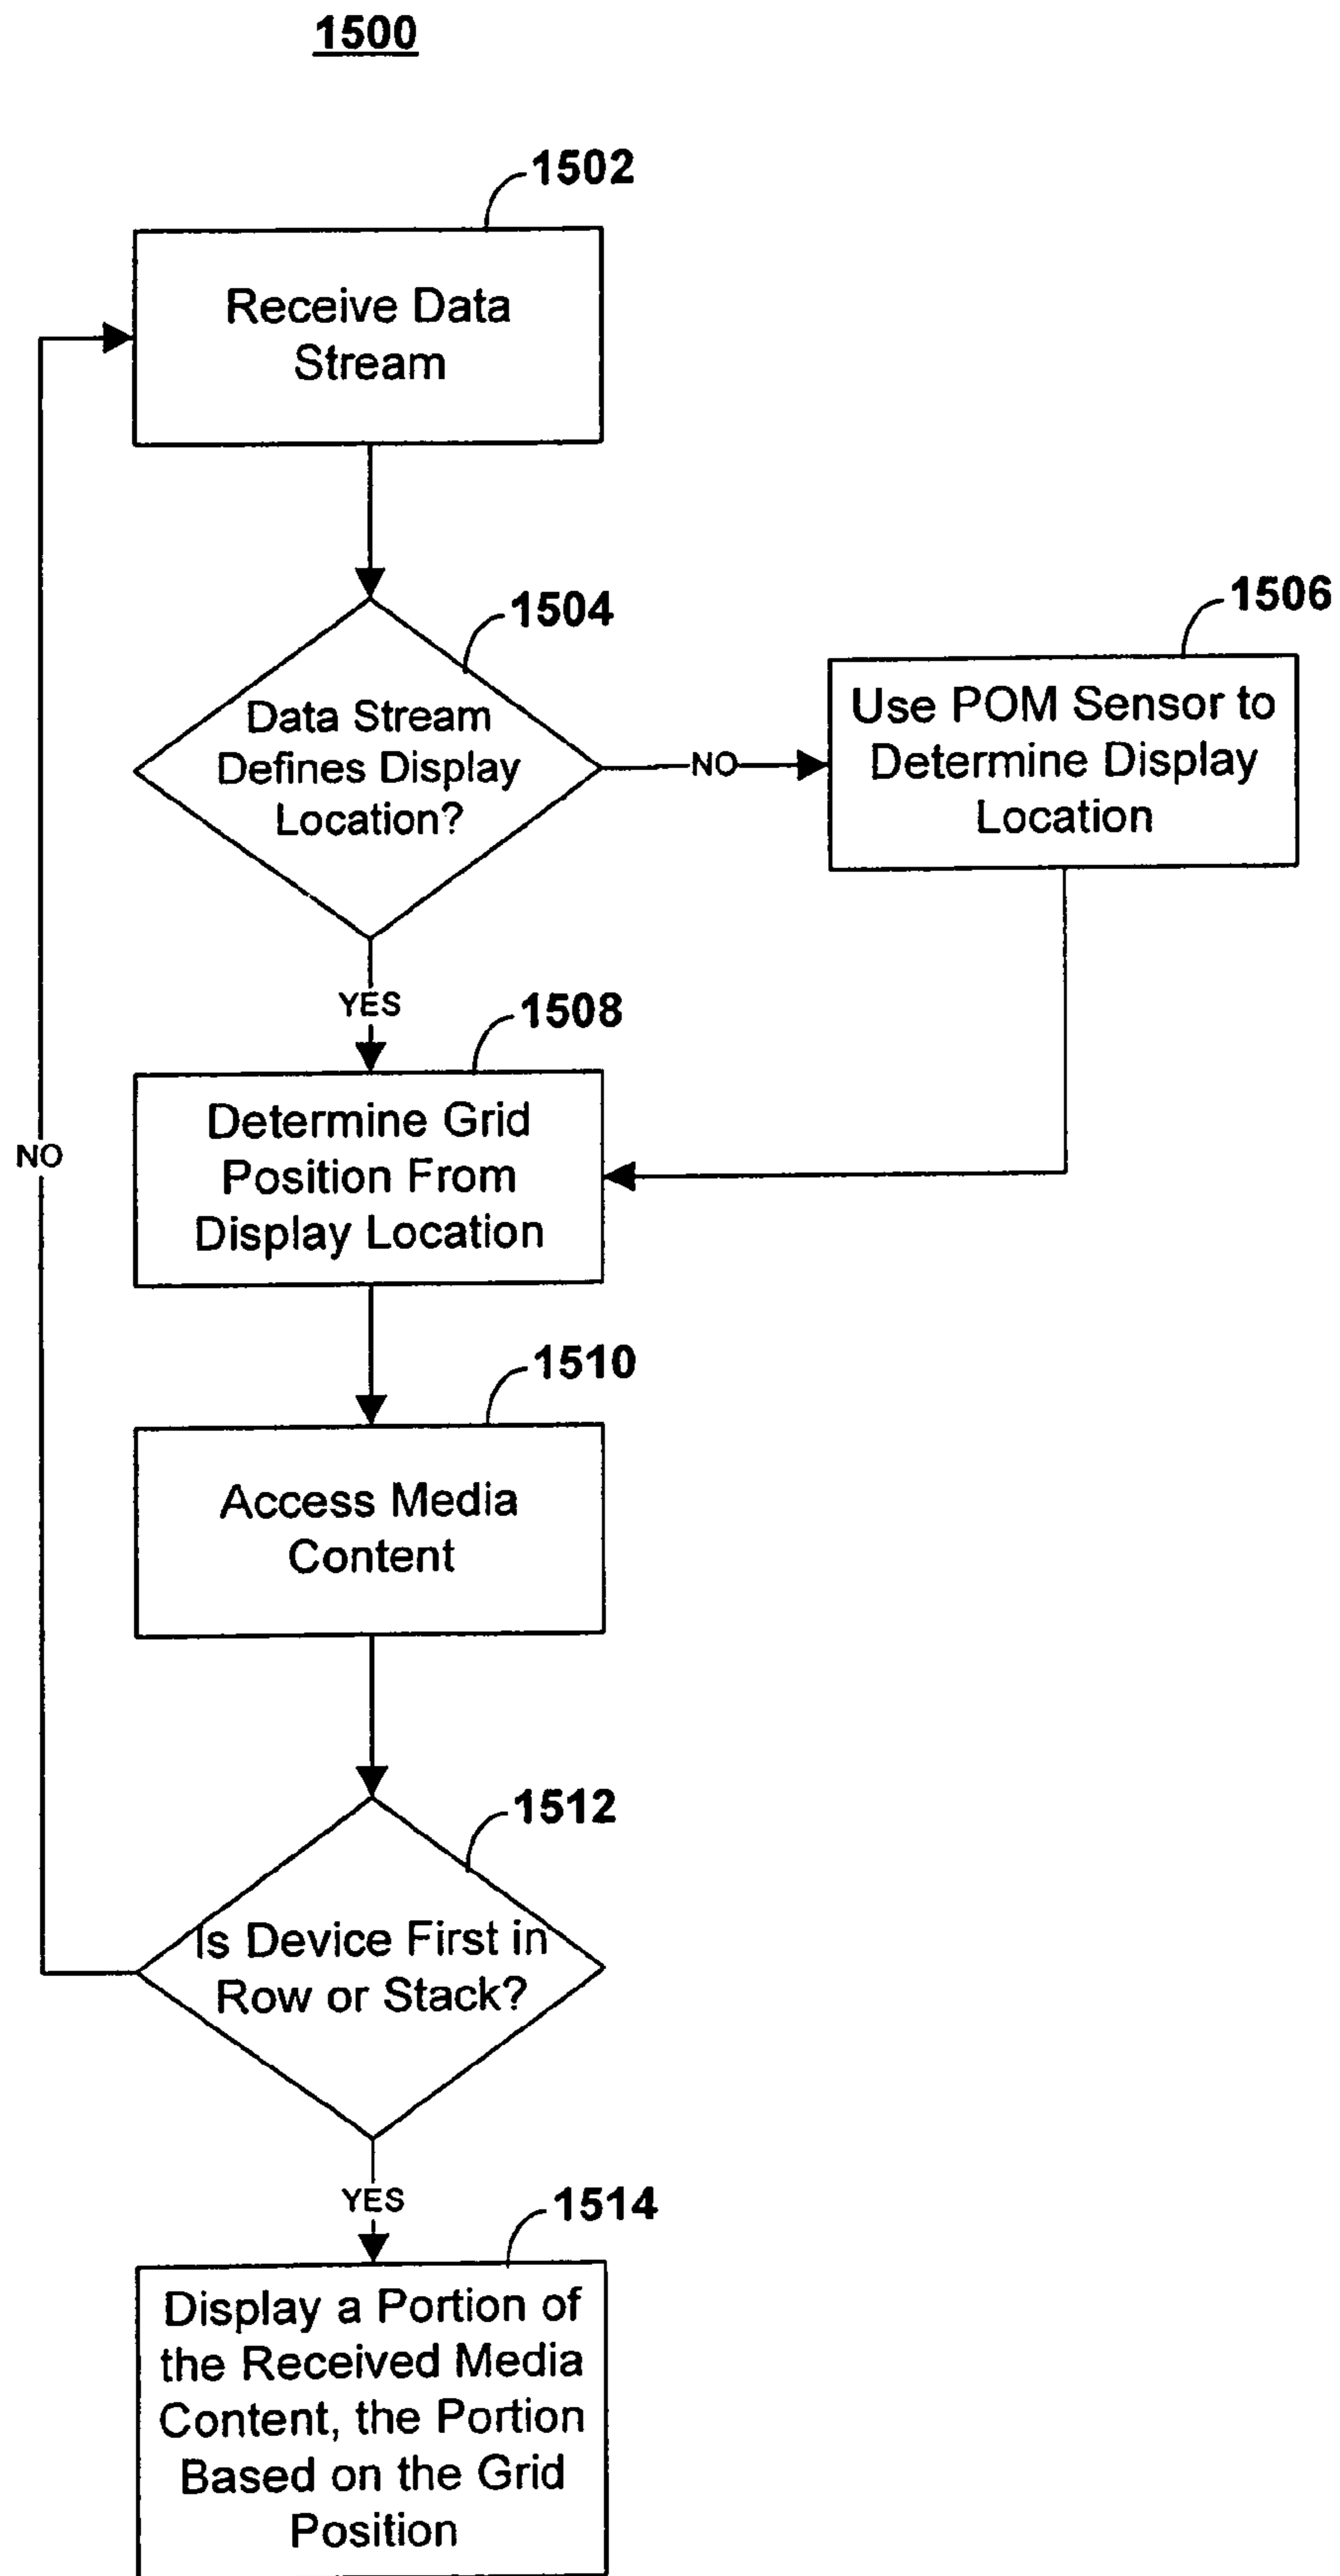 1500
1502
Receive Data
Stream
1504
Data Stream
Defines Display
Location?
NO
1506
Use POM Sensor to
Determine Display
Location
YES
1508
Determine Grid
Position From
Display Location
NO
1510
Access Media
Content
1512
Is Device First in
Row or Stack?
YES
1514
Display a Portion of
the Received Media
Content, the Portion
Based on the Grid
Position